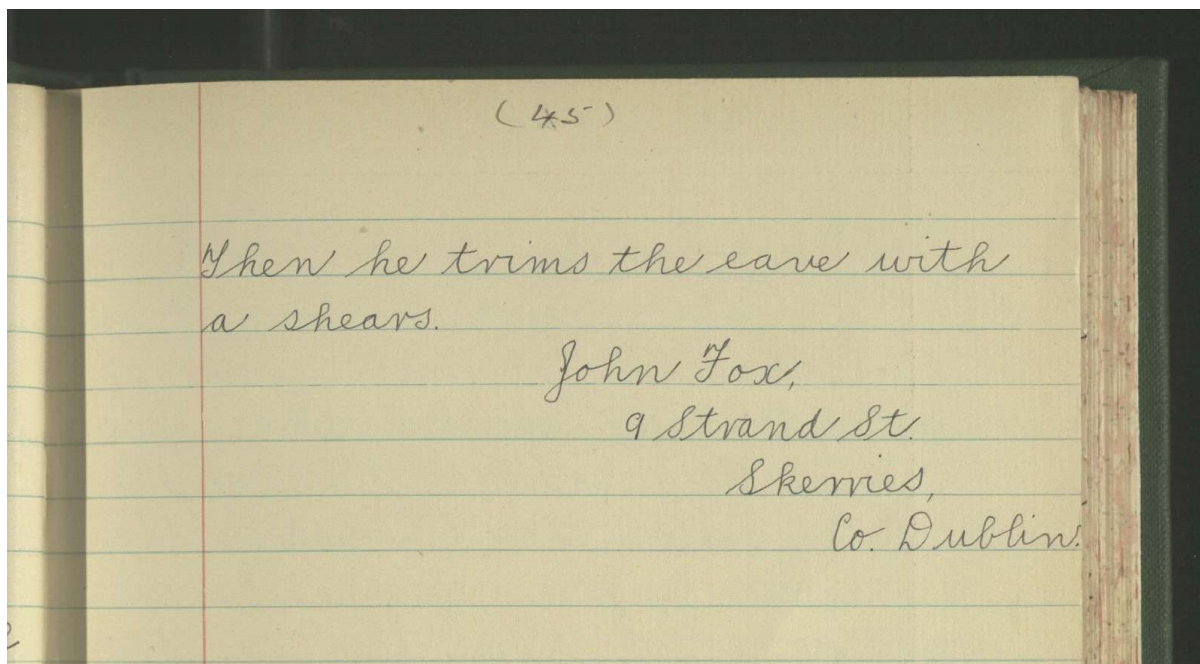 (45)
Then he trims the eave with
a shears.
John Fox,
9 Strand St.
Skerries,
Co. Dublin.